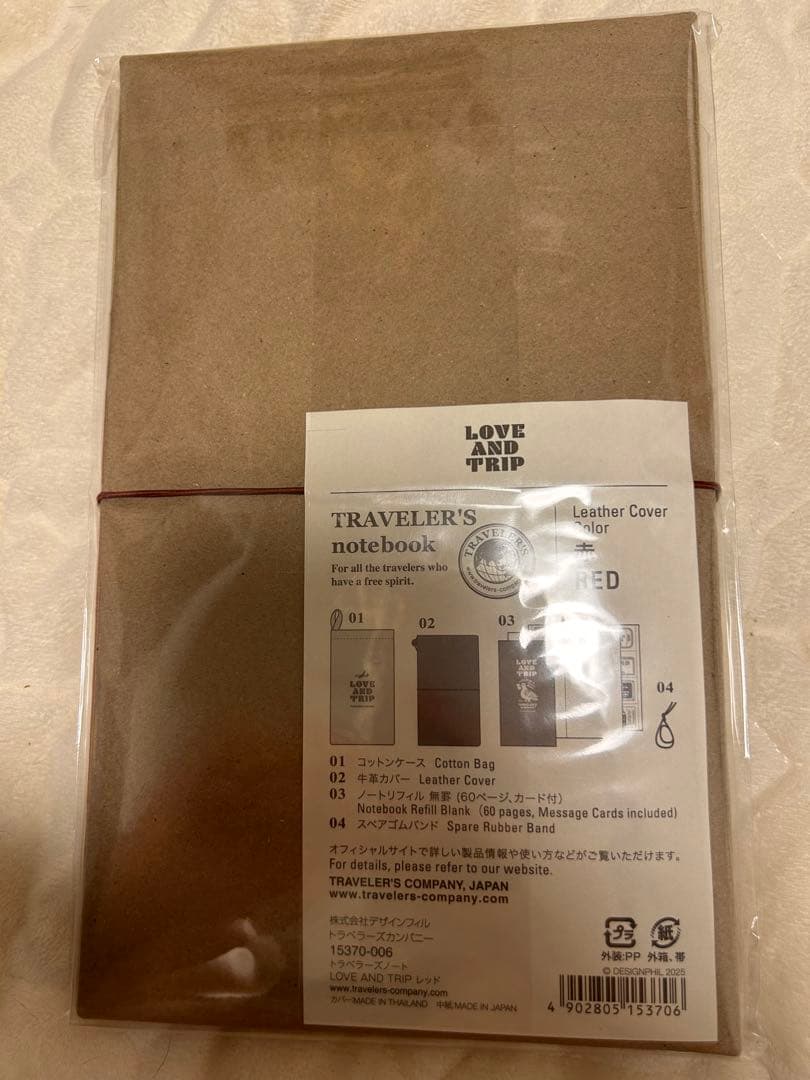 LOVE
AND
TRIP
TRAVELER'S
notebook
For all the travelers who
have a free spirit.
TRAVELER'S
www.travelers-company
Leather Cover
Color
赤
RED
01
02
03
04
LOVE
AND
TRIP
LOVE
AND
TRIP
01 コットンケース Cotton Bag
02 牛革カバー Leather Cover
03 ノートリフィル 無罫 (60ページ、カード付)
Notebook Refill Blank (60 pages, Message Cards included)
04 スペアゴムバンド Spare Rubber Band
オフィシャルサイトで詳しい製品情報や使い方などがご覧いただけます。
For details, please refer to our website.
TRAVELER'S COMPANY, JAPAN
www.travelers-company.com
株式会社デザインフィル
トラベラーズカンパニー
15370-006
トラベラーズノート
LOVE AND TRIP レッド
www.travelers-company.com
カバー:MADE IN THAILAND 中紙:MADE IN JAPAN
プラ
紙
外装:PP 外箱、帯
© DESIGNPHIL 2025
4 902805 153706